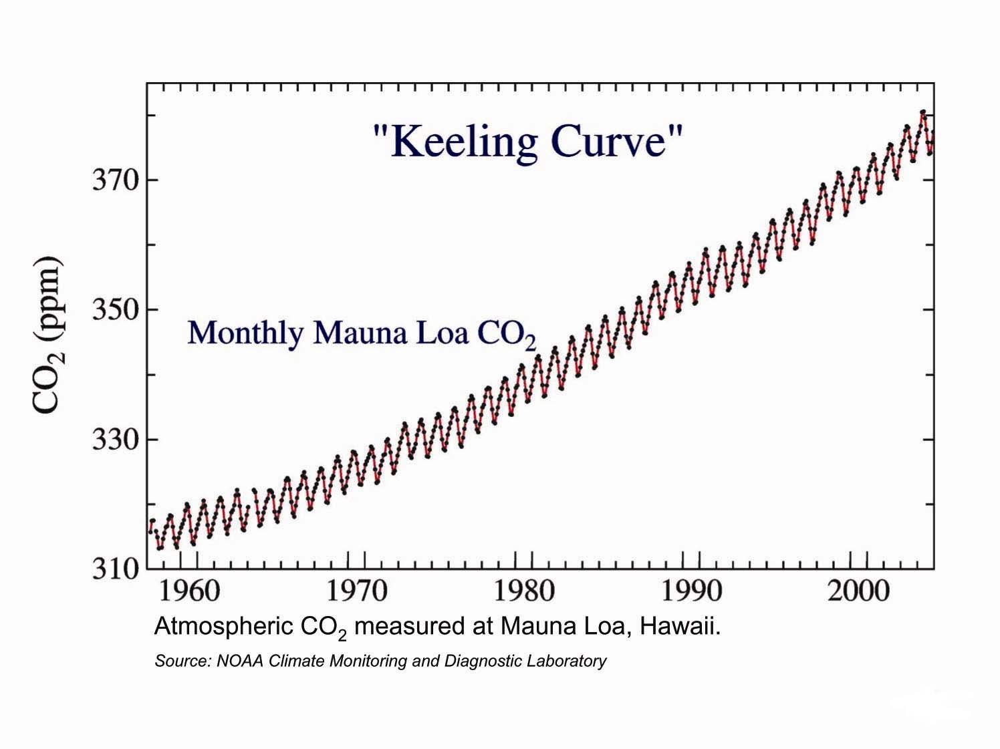 "Keeling Curve"
370
350
Monthly Mauna Loa CO₂
CO₂ (ppm)
330
310
1960 1970 1980 1990 2000
Atmospheric CO₂ measured at Mauna Loa, Hawaii.
Source: NOAA Climate Monitoring and Diagnostic Laboratory